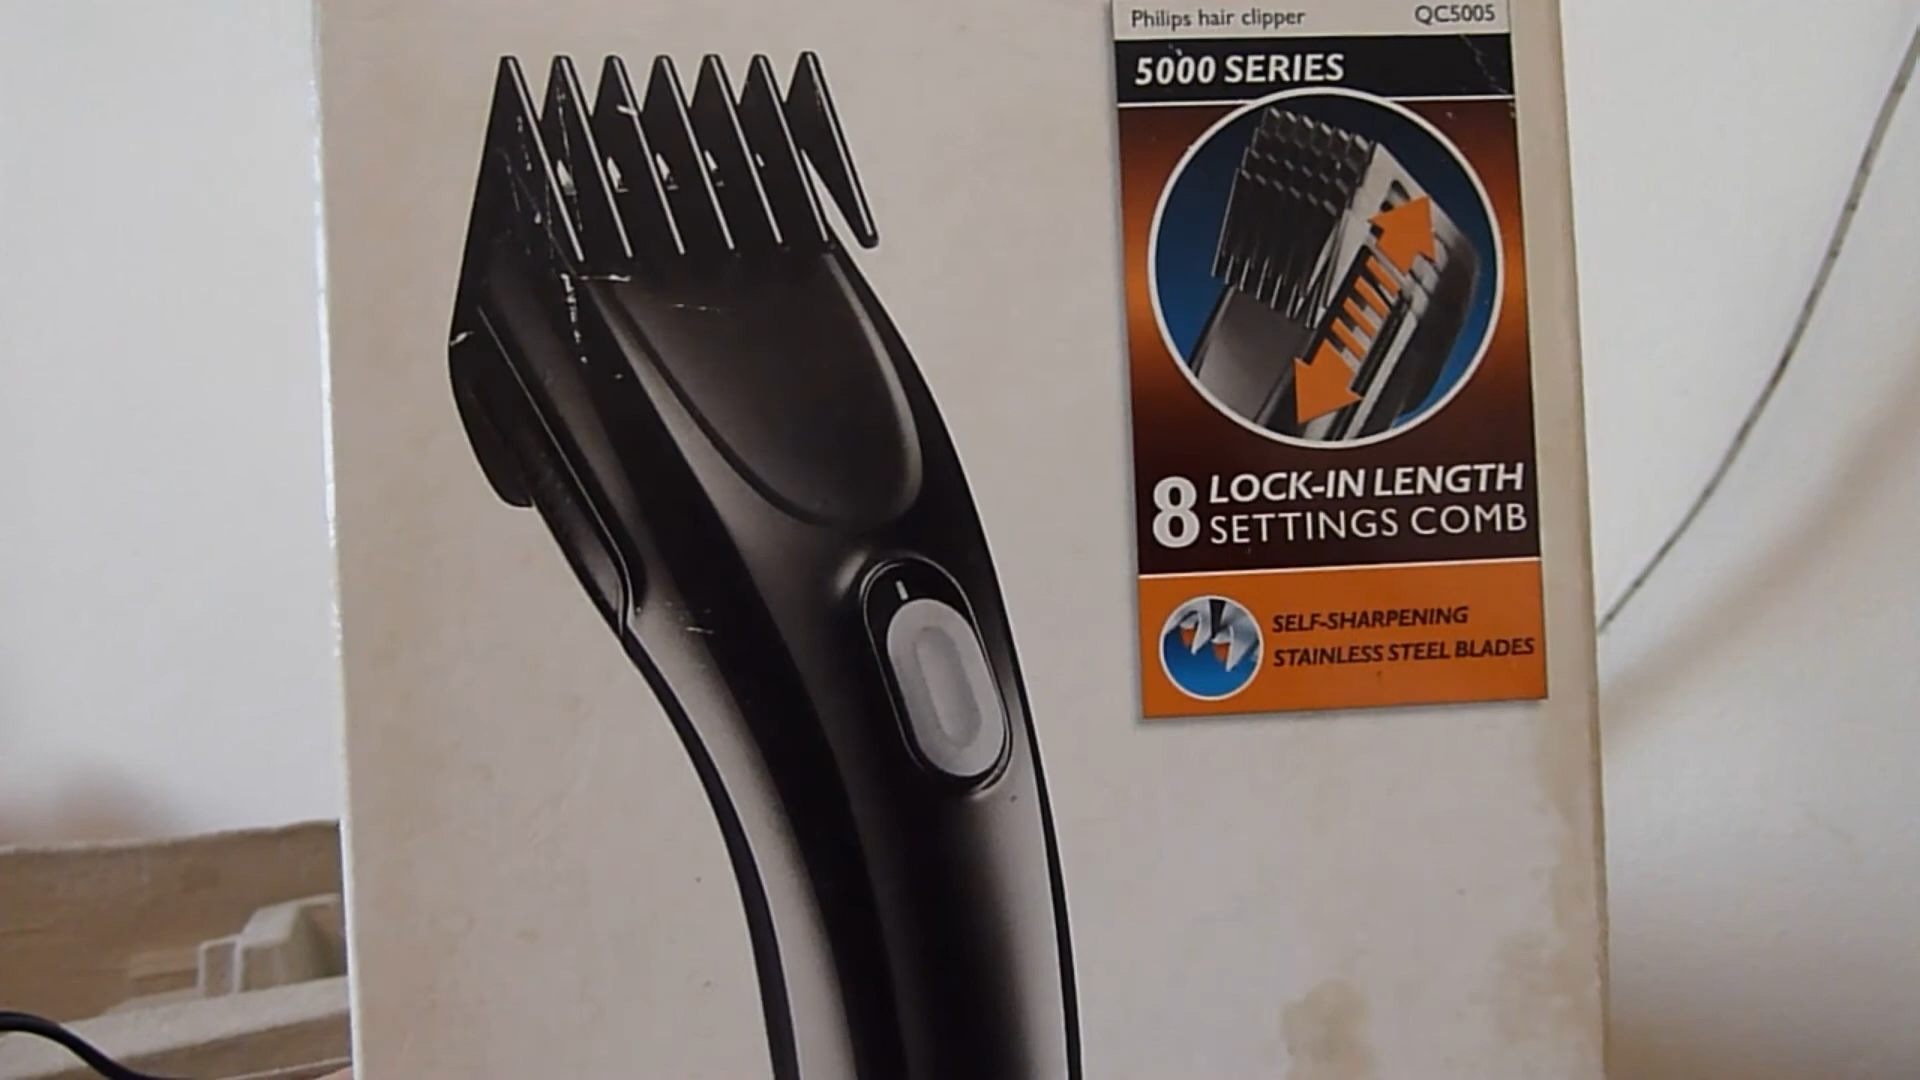 Philips hair clipper QC5005
5000 SERIES
8 LOCK-IN LENGTH
SETTINGS COMB
SELF-SHARPENING
STAINLESS STEEL BLADES